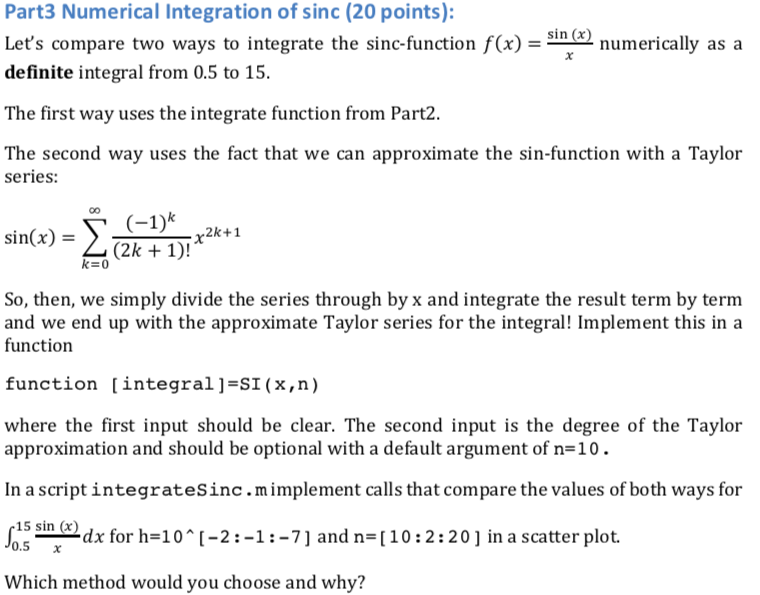 Part3 Numerical Integration of sinc (20 points):
Let's compare two ways to integrate the sinc-function f(x) = sin (x)/x numerically as a
definite integral from 0.5 to 15.
The first way uses the integrate function from Part2.
The second way uses the fact that we can approximate the sin-function with a Taylor
series:
sin(x) = ∑_{k=0}^{∞} (−1)^k/(2k + 1)! x^{2k+1}
So, then, we simply divide the series through by x and integrate the result term by term
and we end up with the approximate Taylor series for the integral! Implement this in a
function
function [integral]=SI(x,n)
where the first input should be clear. The second input is the degree of the Taylor
approximation and should be optional with a default argument of n=10.
In a script integrateSinc.m implement calls that compare the values of both ways for
∫_{0.5}^{15} sin (x)/x dx for h=10^[-2:-1:-7] and n=[10:2:20] in a scatter plot.
Which method would you choose and why?